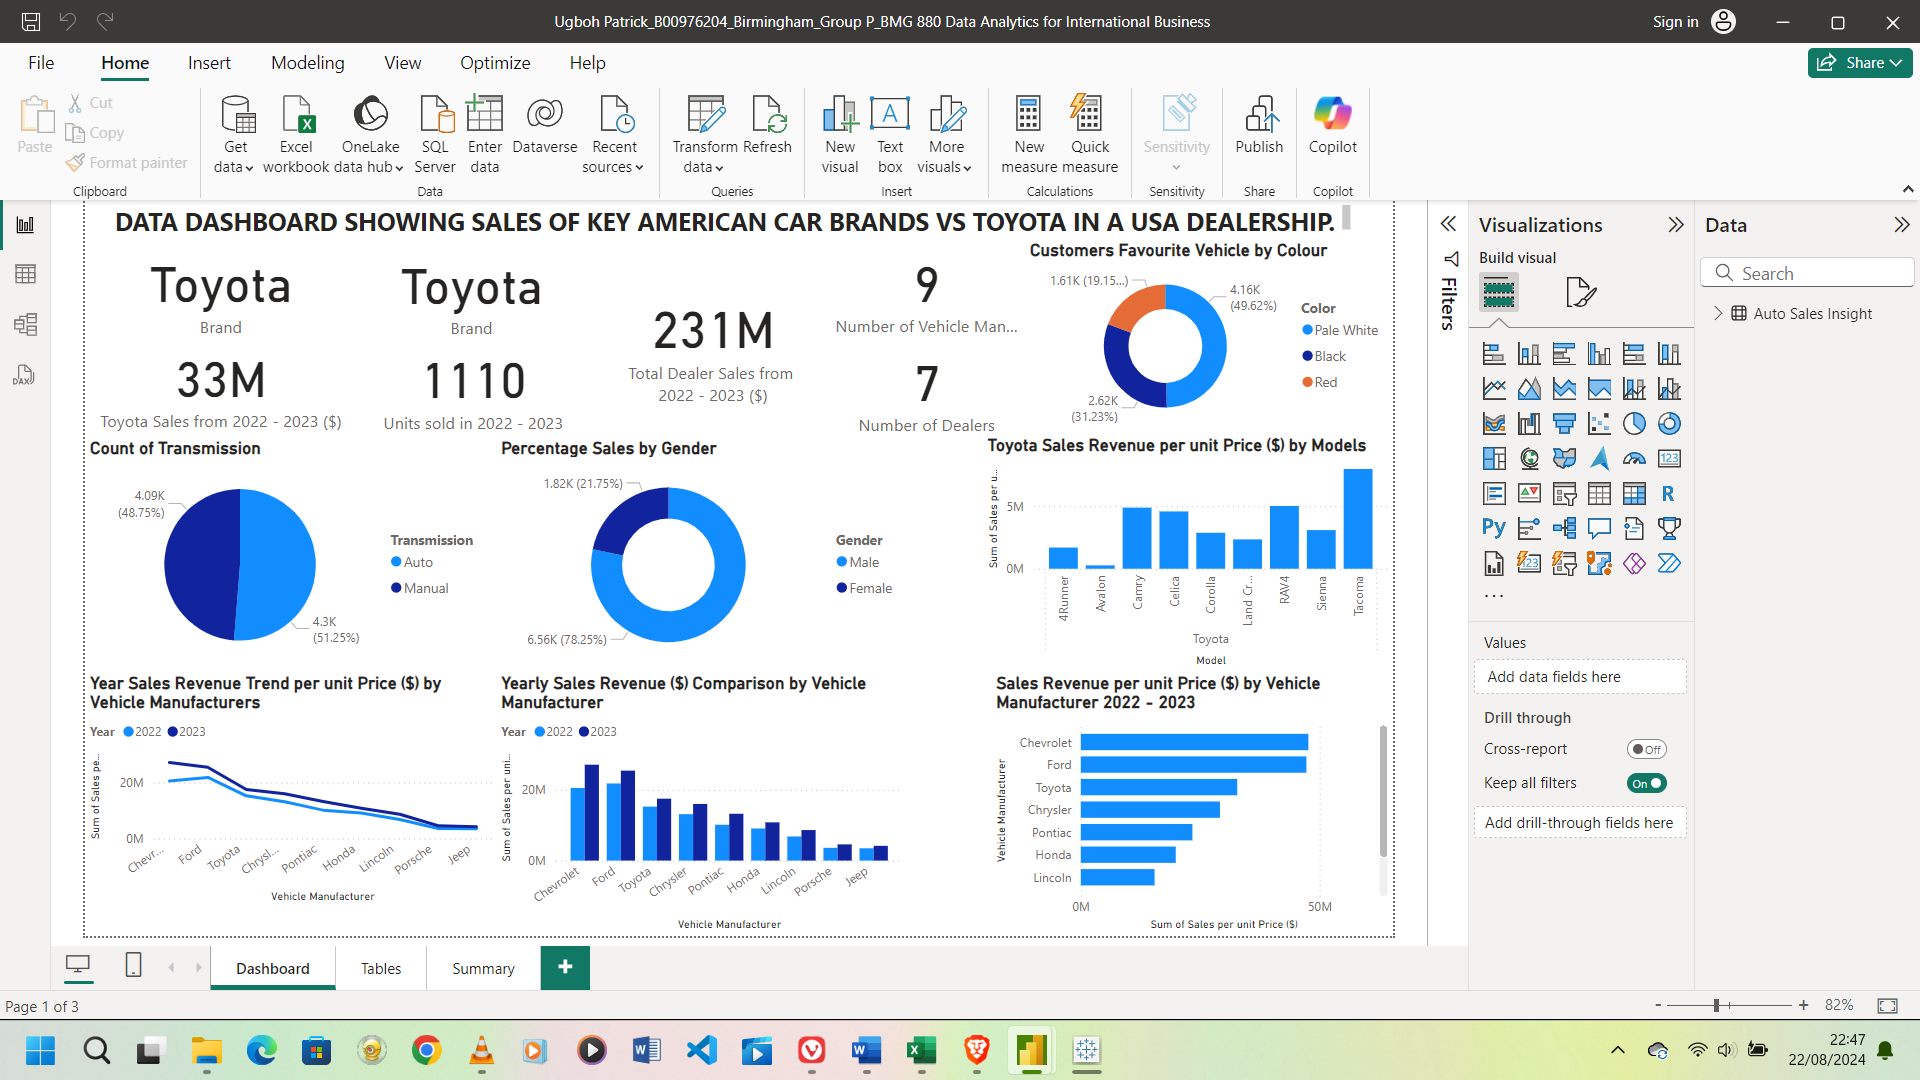 Ugboh Patrick_B00976204_Birmingham_Group P_BMG 880 Data Analytics for International Business
Sign in
File Home Insert Modeling View Optimize Help
Share
Paste
Cut
Copy
Format painter
Clipboard
Get data
Excel workbook
OneLake data hub
SQL Server
Enter data
Dataverse
Recent sources
Data
Transform data
Refresh
Queries
New visual
Text box
More visuals
Insert
New measure
Quick measure
Calculations
Sensitivity
Sensitivity
Publish
Share
Copilot
Copilot
DATA DASHBOARD SHOWING SALES OF KEY AMERICAN CAR BRANDS VS TOYOTA IN A USA DEALERSHIP.
Toyota
Brand
33M
Toyota Sales from 2022 - 2023 ($)
Toyota
Brand
1110
Units sold in 2022 - 2023
231M
Total Dealer Sales from
2022 - 2023 ($)
9
Number of Vehicle Man...
7
Number of Dealers
Customers Favourite Vehicle by Colour
1.61K (19.15...)
4.16K
(49.62%)
2.62K
(31.23%)
Color
Pale White
Black
Red
Count of Transmission
4.09K
(48.75%)
4.3K
(51.25%)
Transmission
Auto
Manual
Percentage Sales by Gender
1.82K (21.75%)
6.56K (78.25%)
Gender
Male
Female
Toyota Sales Revenue per unit Price ($) by Models
Sum of Sales per u...
5M
0M
4Runner
Avalon
Camry
Celica
Corolla
Land Cr...
RAV4
Sienna
Tacoma
Toyota
Model
Year Sales Revenue Trend per unit Price ($) by
Vehicle Manufacturers
Year 2022 2023
Sum of Sales pe...
20M
0M
Chevr... Ford Toyota Chrysl... Pontiac Honda Lincoln Porsche Jeep
Vehicle Manufacturer
Yearly Sales Revenue ($) Comparison by Vehicle
Manufacturer
Year 2022 2023
Sum of Sales per uni...
20M
0M
Chevrolet Ford Toyota Chrysler Pontiac Honda Lincoln Porsche Jeep
Vehicle Manufacturer
Sales Revenue per unit Price ($) by Vehicle
Manufacturer 2022 - 2023
Vehicle Manufacturer
Chevrolet
Ford
Toyota
Chrysler
Pontiac
Honda
Lincoln
0M 50M
Sum of Sales per unit Price ($)
Filters
Visualizations
Build visual
123
R
Py
123
...
Values
Add data fields here
Drill through
Cross-report Off
Keep all filters On
Add drill-through fields here
Data
Search
Auto Sales Insight
DAX
Dashboard Tables Summary +
Page 1 of 3
- + 82%
22:47
22/08/2024